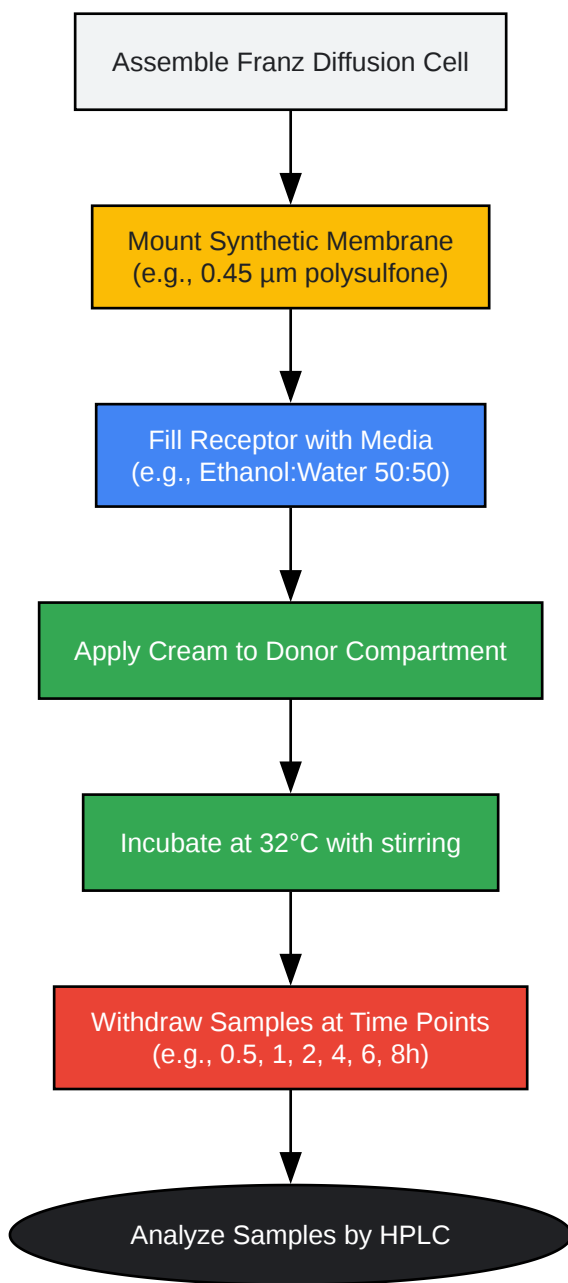 Assemble Franz Diffusion Cell
Mount Synthetic Membrane
(e.g., 0.45 µm polysulfone)
Fill Receptor with Media
(e.g., Ethanol:Water 50:50)
Apply Cream to Donor Compartment
Incubate at 32°C with stirring
Withdraw Samples at Time Points
(e.g., 0.5, 1, 2, 4, 6, 8h)
Analyze Samples by HPLC